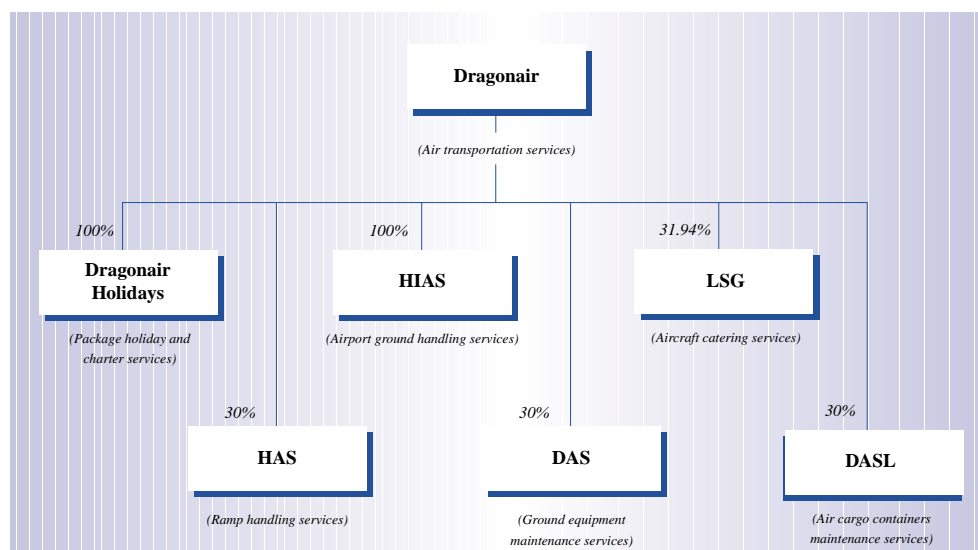 Dragonair
(Air transportation services)
100%
Dragonair
Holidays
(Package holiday and
charter services)
100%
HIAS
(Airport ground handling services)
31.94%
LSG
(Aircraft catering services)
30%
HAS
(Ramp handling services)
30%
DAS
(Ground equipment
maintenance services)
30%
DASL
(Air cargo containers
maintenance services)